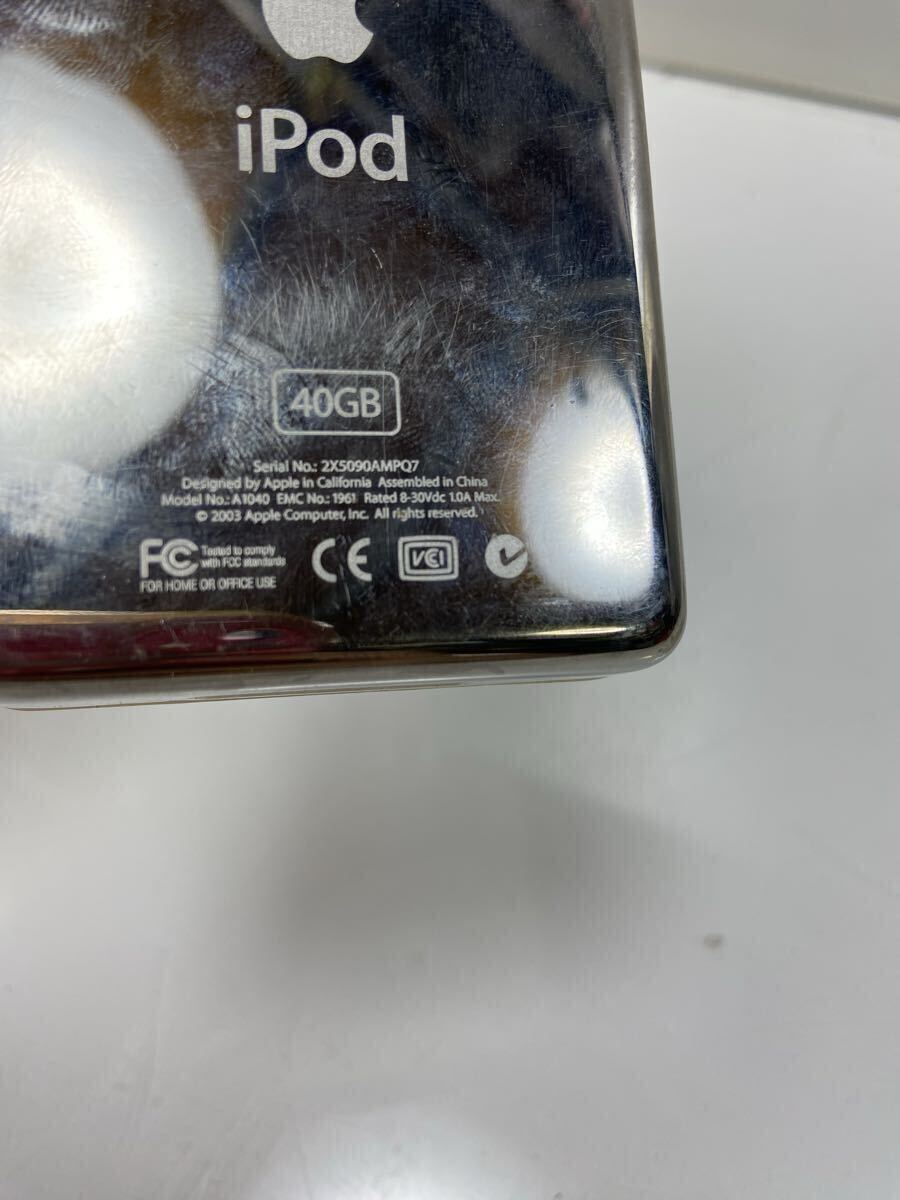 iPod
40GB
Serial No.: 2X5090AMPQ7
Designed by Apple in California Assembled in China
Model No.: A1040 EMC No.: 1961 Rated 8-30Vdc 1.0A Max.
© 2003 Apple Computer, Inc. All rights reserved.
FC Tested to comply
with FCC standards
FOR HOME OR OFFICE USE
CE
VCI